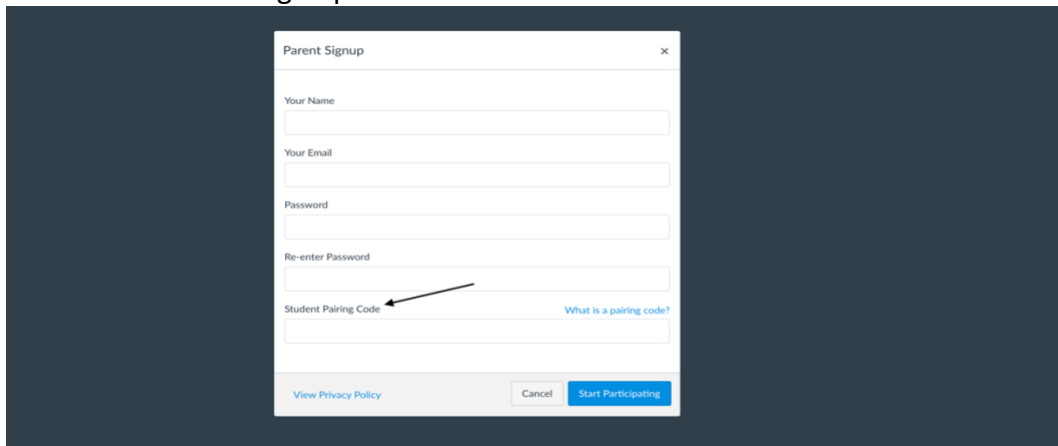 Parent Signup ×
Your Name
Your Email
Password
Re-enter Password
Student Pairing Code What is a pairing code?
View Privacy Policy Cancel Start Participating